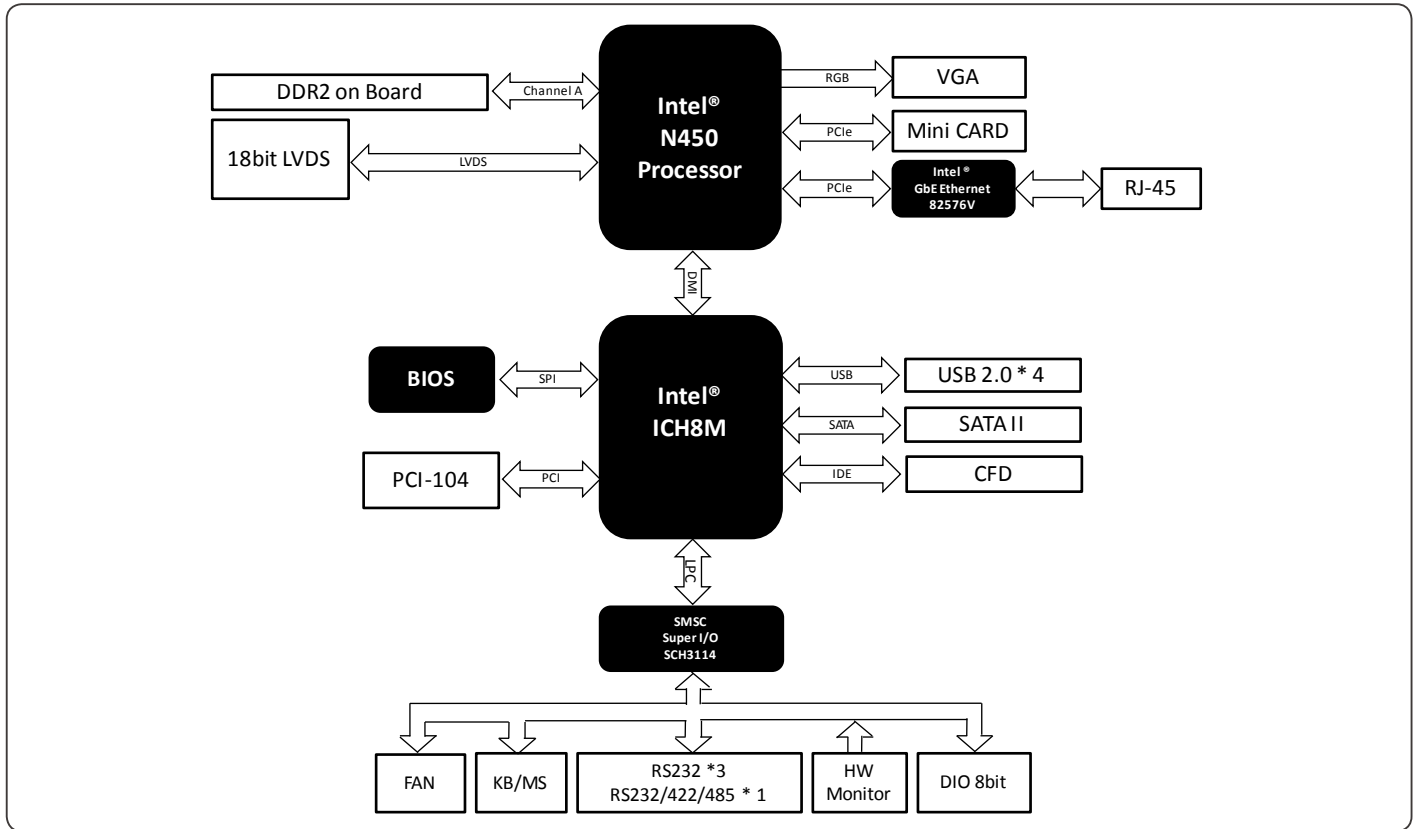 DDR2 on Board
Channel A
18bit LVDS
LVDS
Intel®
N450
Processor
RGB
VGA
PCIe
Mini CARD
PCIe
Intel ®
GbE Ethernet
82576V
RJ-45
DMI
BIOS
SPI
PCI-104
PCI
Intel®
ICH8M
USB
USB 2.0 * 4
SATA
SATA II
IDE
CFD
LPC
SMSC
Super I/O
SCH3114
FAN
KB/MS
RS232 *3
RS232/422/485 * 1
HW
Monitor
DIO 8bit